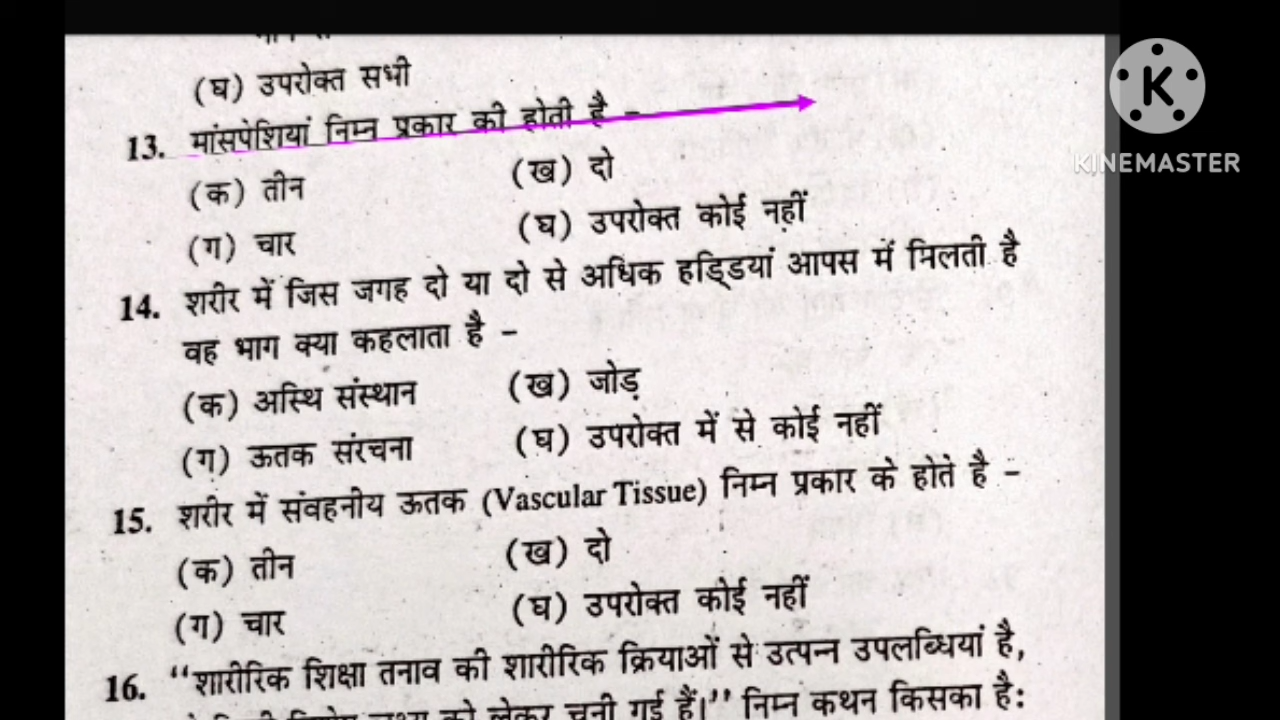 (घ) उपरोक्त सभी
13. मांसपेशियां निम्न प्रकार की होती है -
(क) तीन (ख) दो
(ग) चार (घ) उपरोक्त कोई नहीं
14. शरीर में जिस जगह दो या दो से अधिक हड्डियां आपस में मिलती है
वह भाग क्या कहलाता है -
(क) अस्थि संस्थान (ख) जोड़
(ग) ऊतक संरचना (घ) उपरोक्त में से कोई नहीं
15. शरीर में संवहनीय ऊतक (Vascular Tissue) निम्न प्रकार के होते है -
(क) तीन (ख) दो
(ग) चार (घ) उपरोक्त कोई नहीं
16. "शारीरिक शिक्षा तनाव की शारीरिक क्रियाओं से उत्पन्न उपलब्धियां है,
को लेकर चुनी गई हैं।" निम्न कथन किसका है:
K
KINEMASTER